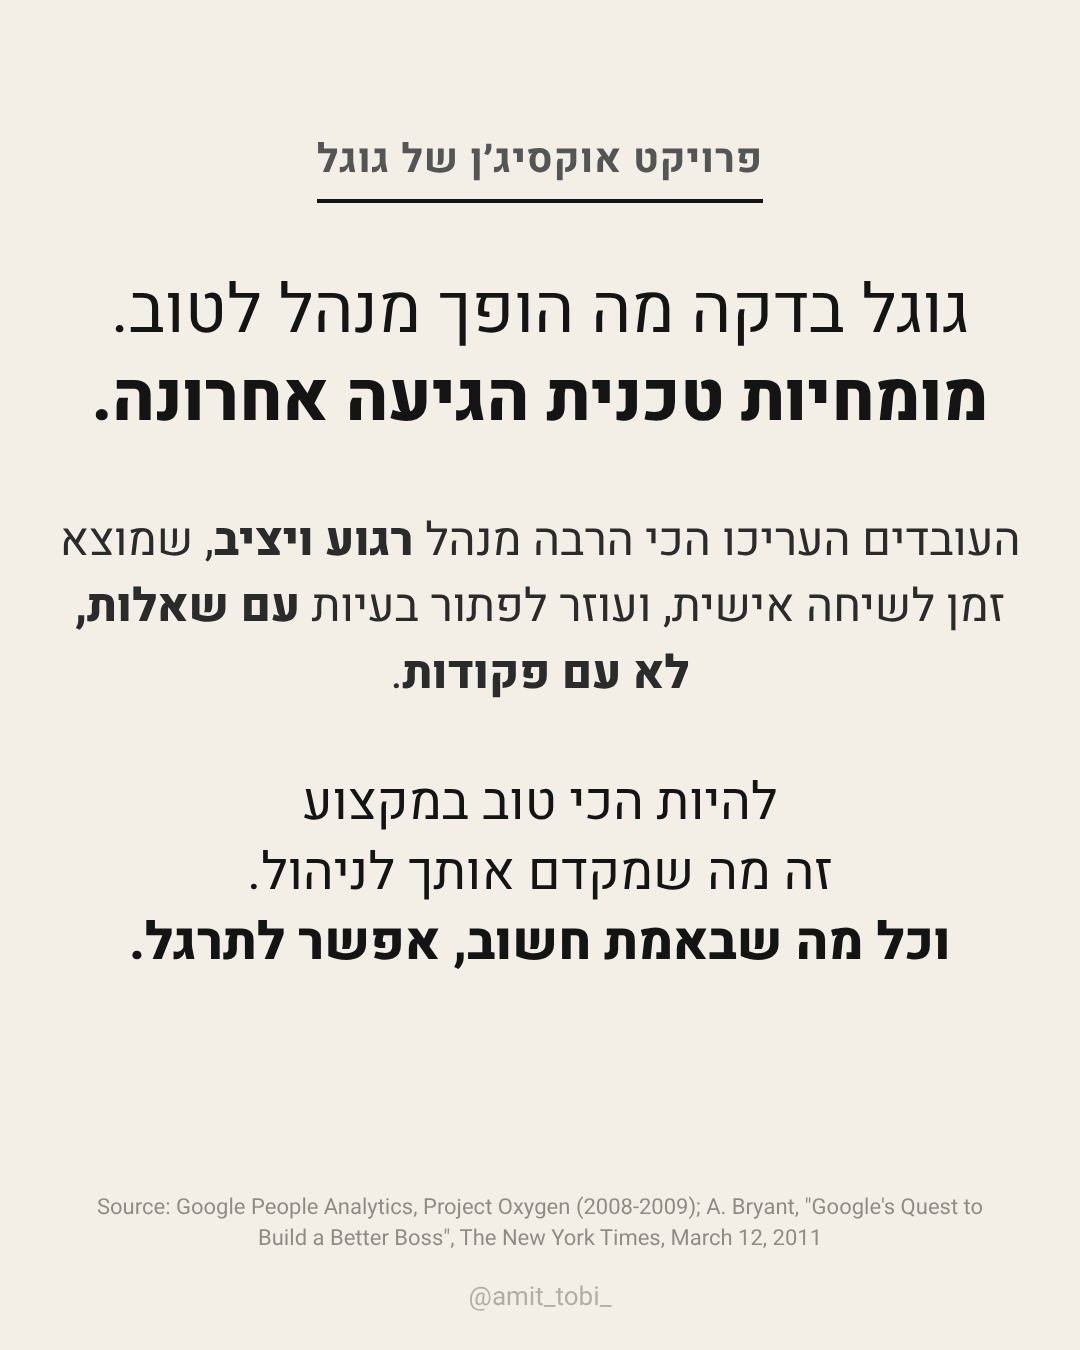 פרויקט אוקסיג׳ן של גוגל
גוגל בדקה מה הופך מנהל לטוב.
מומחיות טכנית הגיעה אחרונה.
העובדים העריכו הכי הרבה מנהל רגוע ויציב, שמוצא
זמן לשיחה אישית, ועוזר לפתור בעיות עם שאלות,
לא עם פקודות.
להיות הכי טוב במקצוע
זה מה שמקדם אותך לניהול.
וכל מה שבאמת חשוב, אפשר לתרגל.
Source: Google People Analytics, Project Oxygen (2008-2009); A. Bryant, "Google's Quest to
Build a Better Boss", The New York Times, March 12, 2011
@amit_tobi_